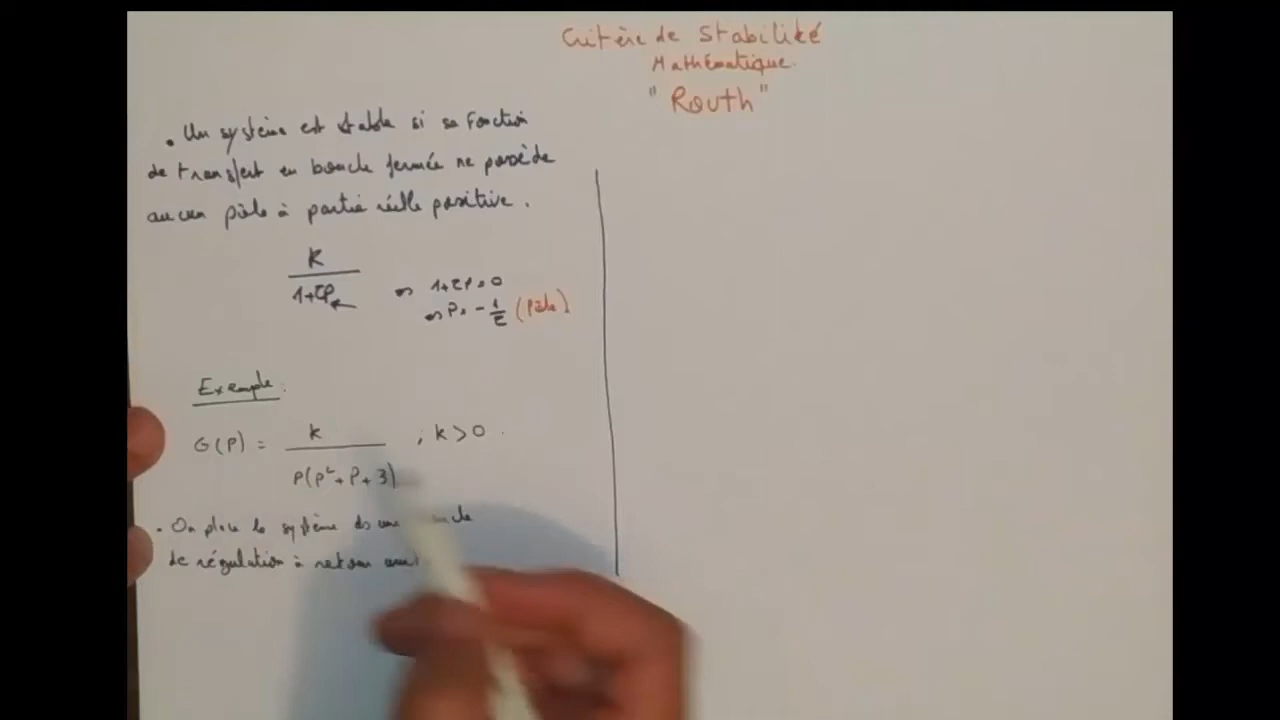 Critère de Stabilité
Mathématique.
"Routh"
. Un système est stable si sa fonction
de transfert en boucle fermée ne possède
aucun pôle à partie réelle positive.
K
1+τP
⇔ 1+τP=0
⇔ P=-1/τ (Pôle)
Exemple:
G(P) = k / P(P²+P+3) ; k>0.
. On place le système ds une
de régulation à retour